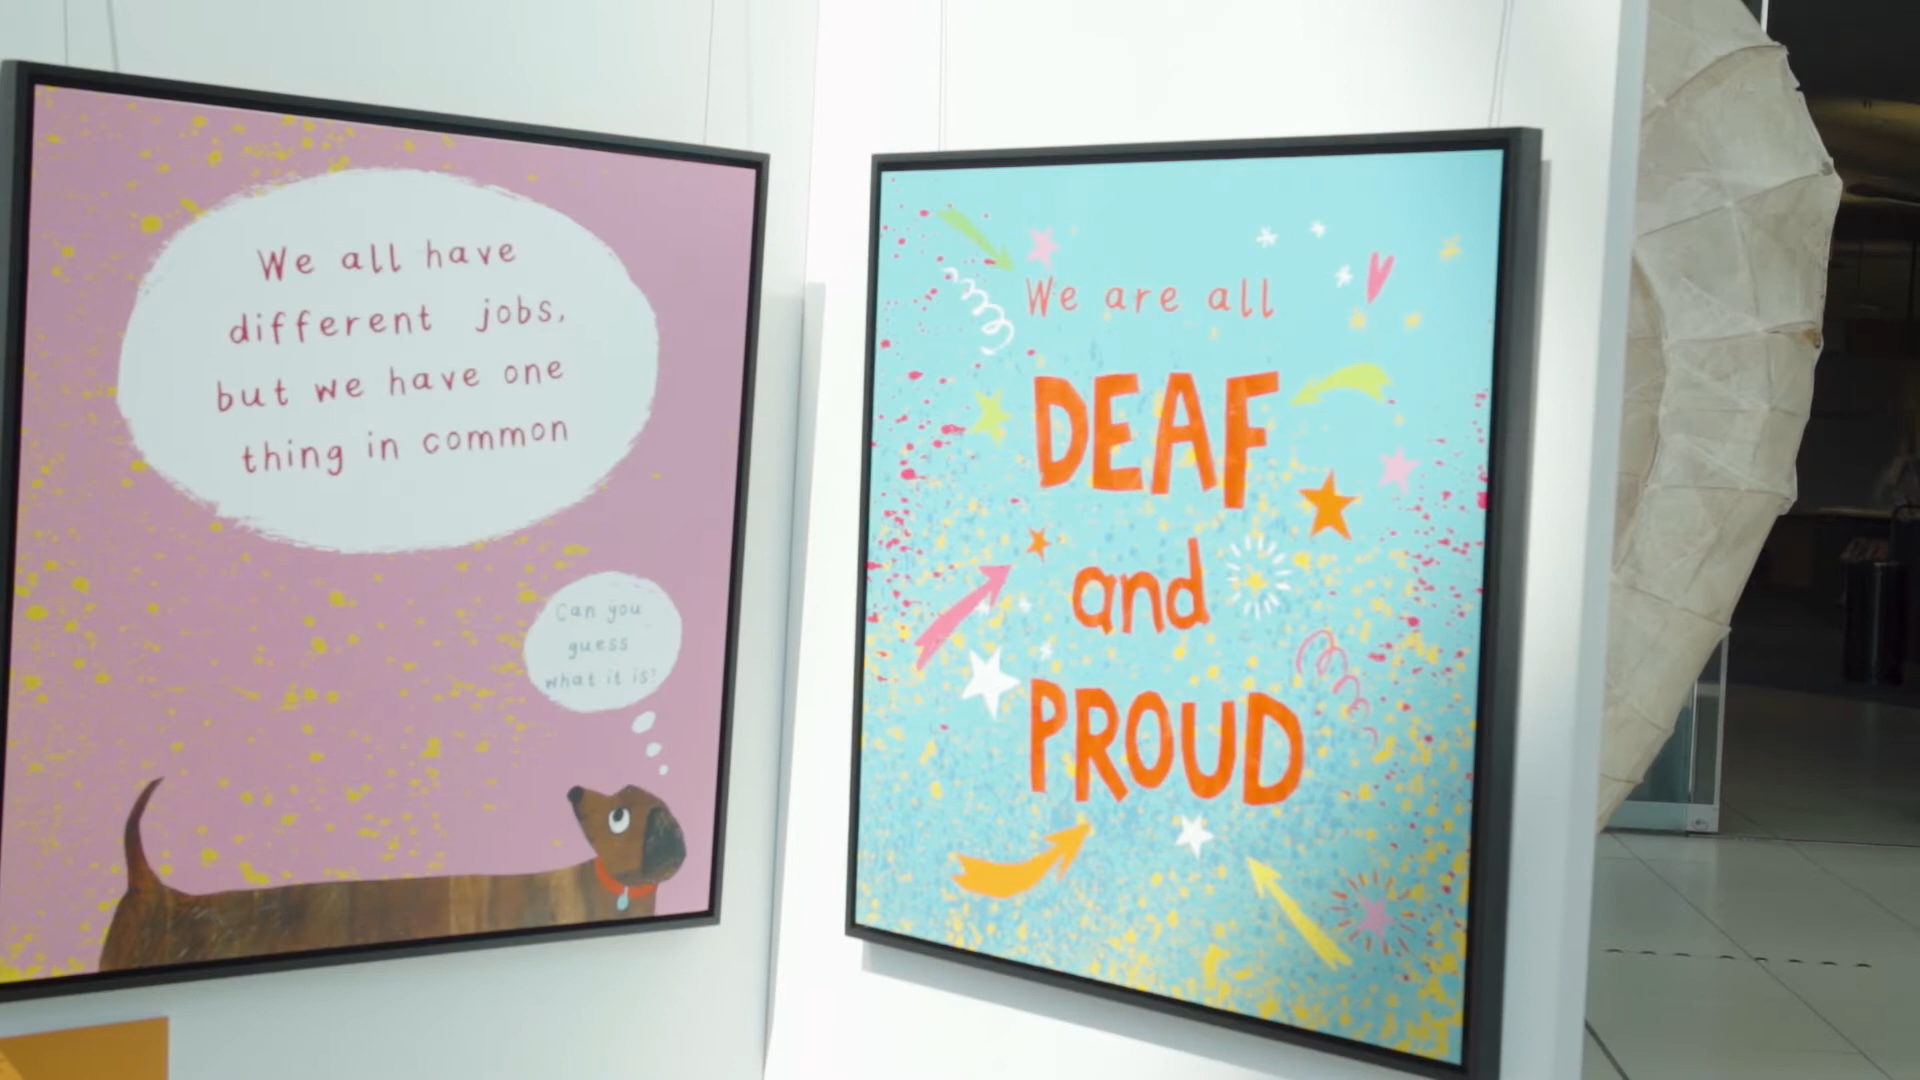 We all have
different jobs,
but we have one
thing in common
Can you
guess
what it is?
We are all
DEAF
and
PROUD